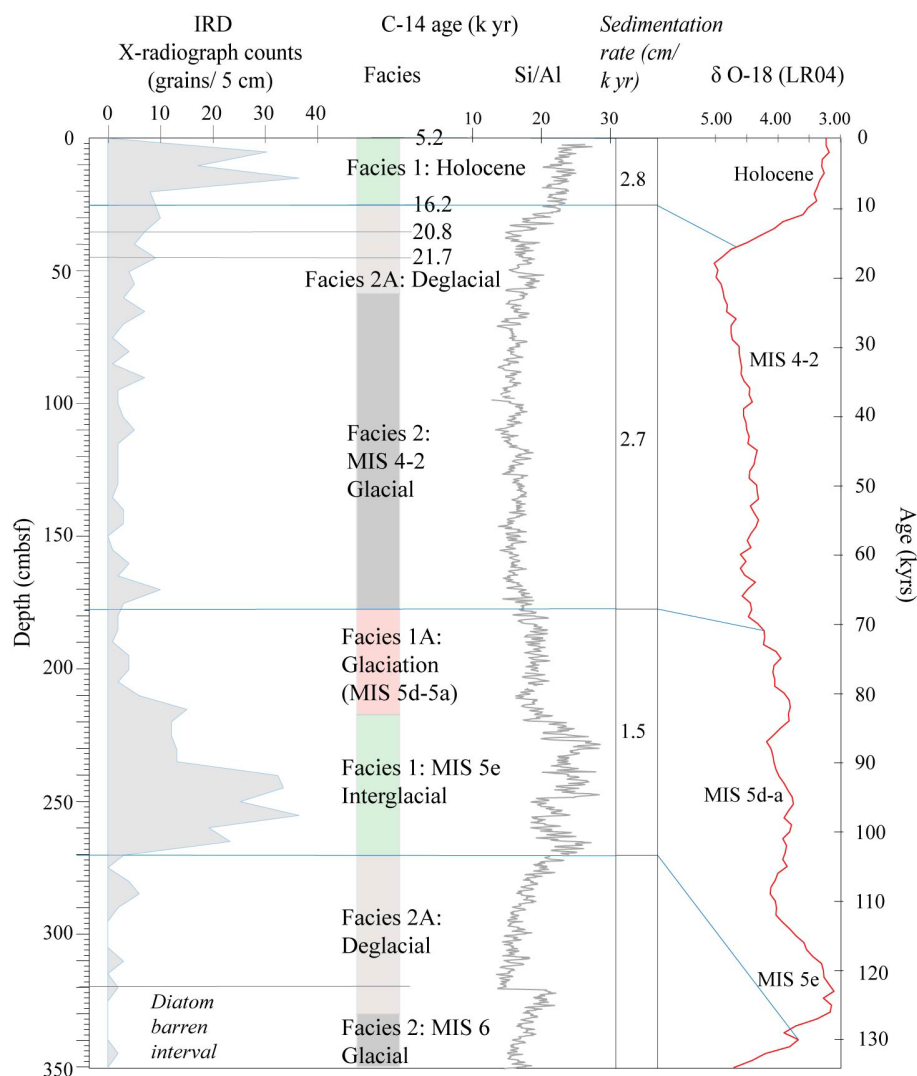 IRD
X-radiograph counts
(grains/ 5 cm)
C-14 age (k yr)
Facies
Si/Al
Sedimentation
rate (cm/
k yr)
δ O-18 (LR04)
0 10 20 30 40
10 20 30
5.00 4.00 3.00
Depth (cmbsf)
0
50
100
150
200
250
300
350
5.2
16.2
20.8
21.7
Facies 1: Holocene
Facies 2A: Deglacial
Facies 2:
MIS 4-2
Glacial
Facies 1A:
Glaciation
(MIS 5d-5a)
Facies 1: MIS 5e
Interglacial
Facies 2A:
Deglacial
Facies 2: MIS 6
Glacial
Diatom
barren
interval
2.8
2.7
1.5
Holocene
MIS 4-2
MIS 5d-a
MIS 5e
0
10
20
30
40
50
60
70
80
90
100
110
120
130
Age (kyrs)